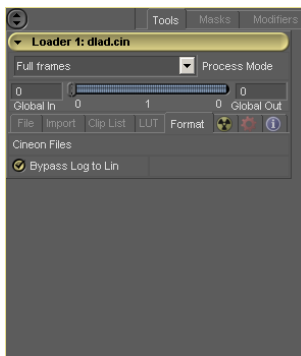 Tools Masks Modifiers
Loader 1: dlad.cin
Full frames Process Mode
0 0
Global In 0 1 0 Global Out
File Import Clip List LUT Format
Cineon Files
Bypass Log to Lin